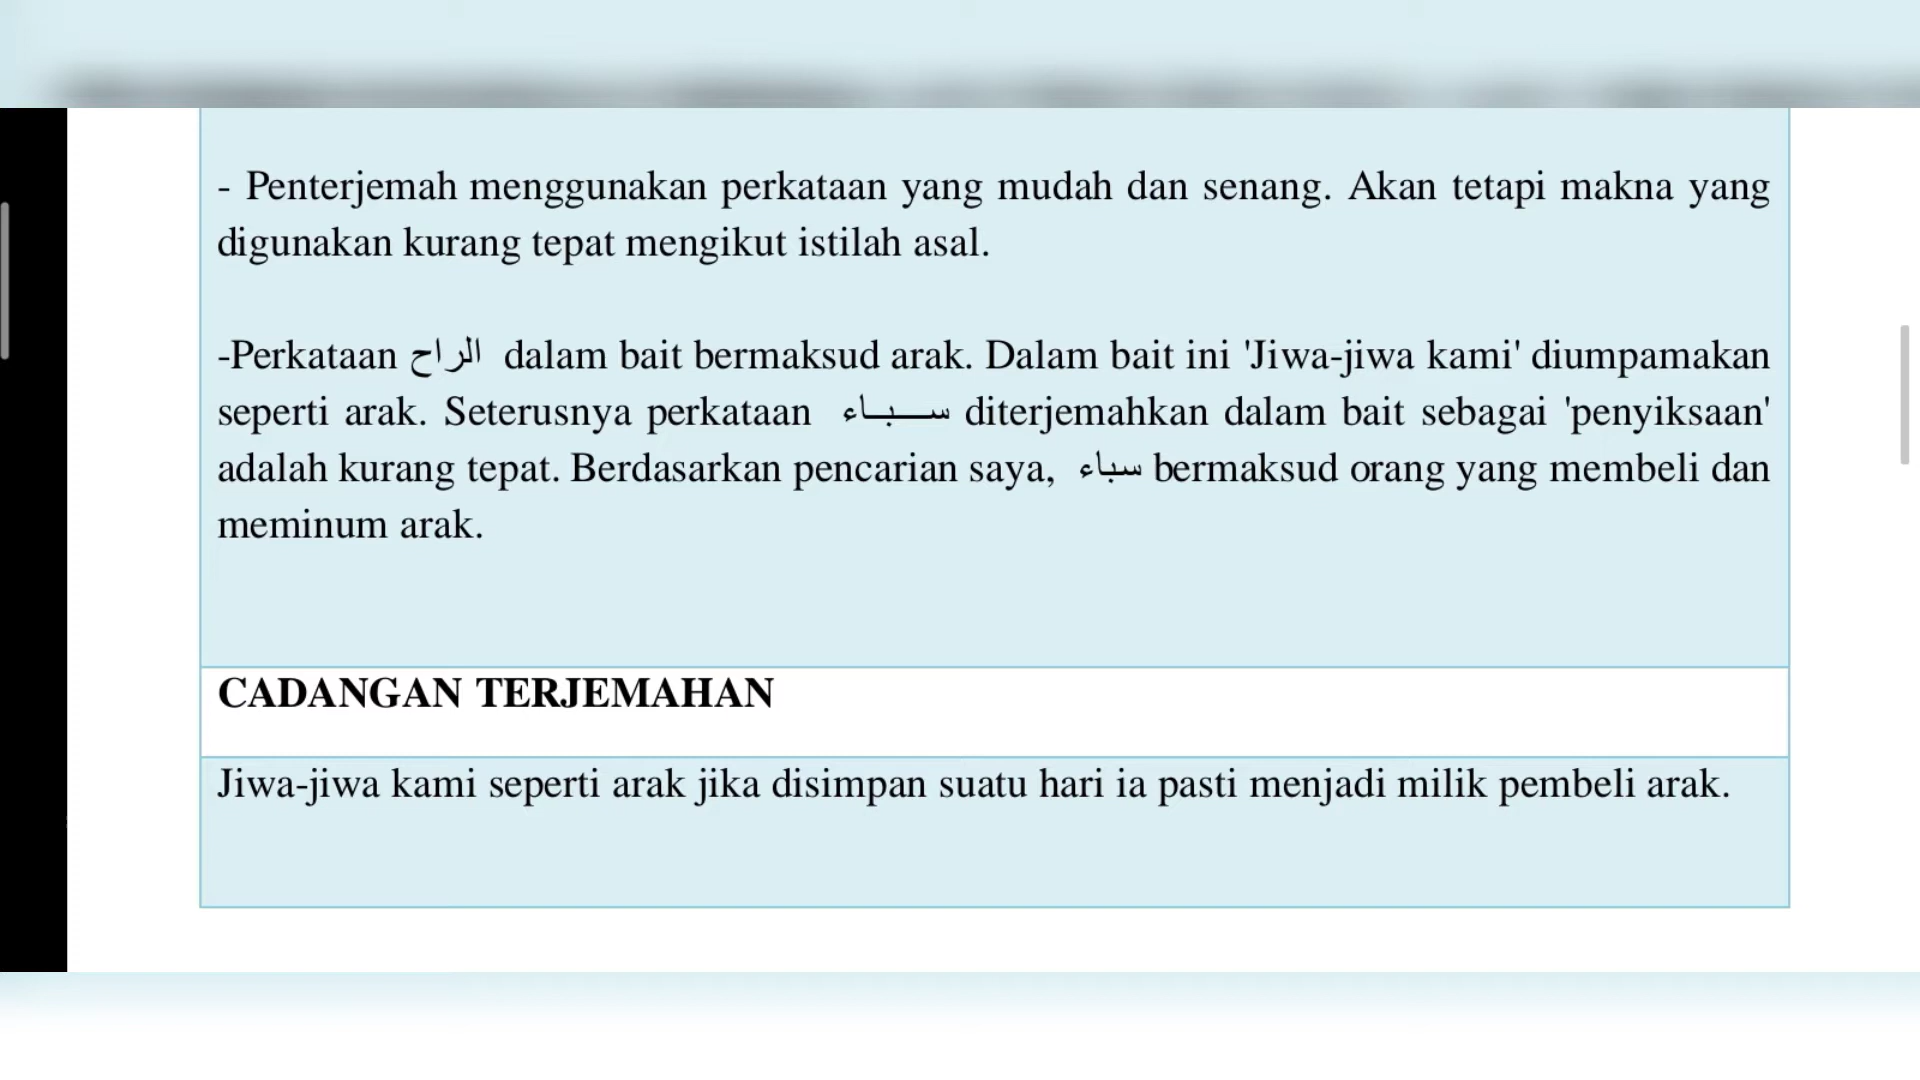 - Penterjemah menggunakan perkataan yang mudah dan senang. Akan tetapi makna yang
digunakan kurang tepat mengikut istilah asal.
-Perkataan الراح dalam bait bermaksud arak. Dalam bait ini 'Jiwa-jiwa kami' diumpamakan
seperti arak. Seterusnya perkataan ســبــاء diterjemahkan dalam bait sebagai 'penyiksaan'
adalah kurang tepat. Berdasarkan pencarian saya, سباء bermaksud orang yang membeli dan
meminum arak.
CADANGAN TERJEMAHAN
Jiwa-jiwa kami seperti arak jika disimpan suatu hari ia pasti menjadi milik pembeli arak.